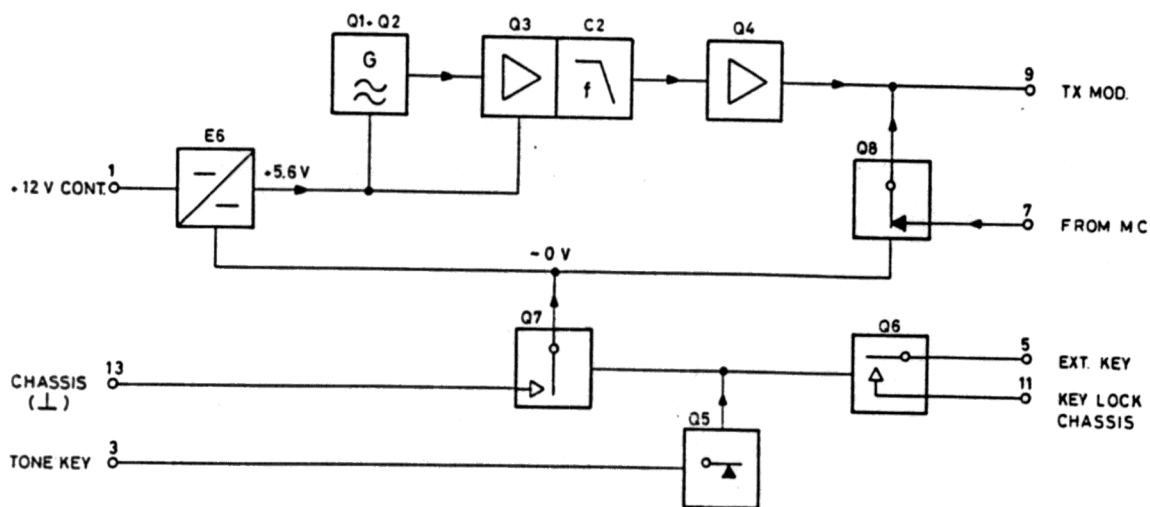 Q1+Q2
Q3
C2
Q4
G
f
9
TX MOD.
E6
1
+12 V CONT.
+5.6 V
Q8
7
FROM MC
~0 V
Q7
Q6
5
EXT. KEY
13
CHASSIS
(⊥)
11
KEY LOCK
CHASSIS
Q5
3
TONE KEY